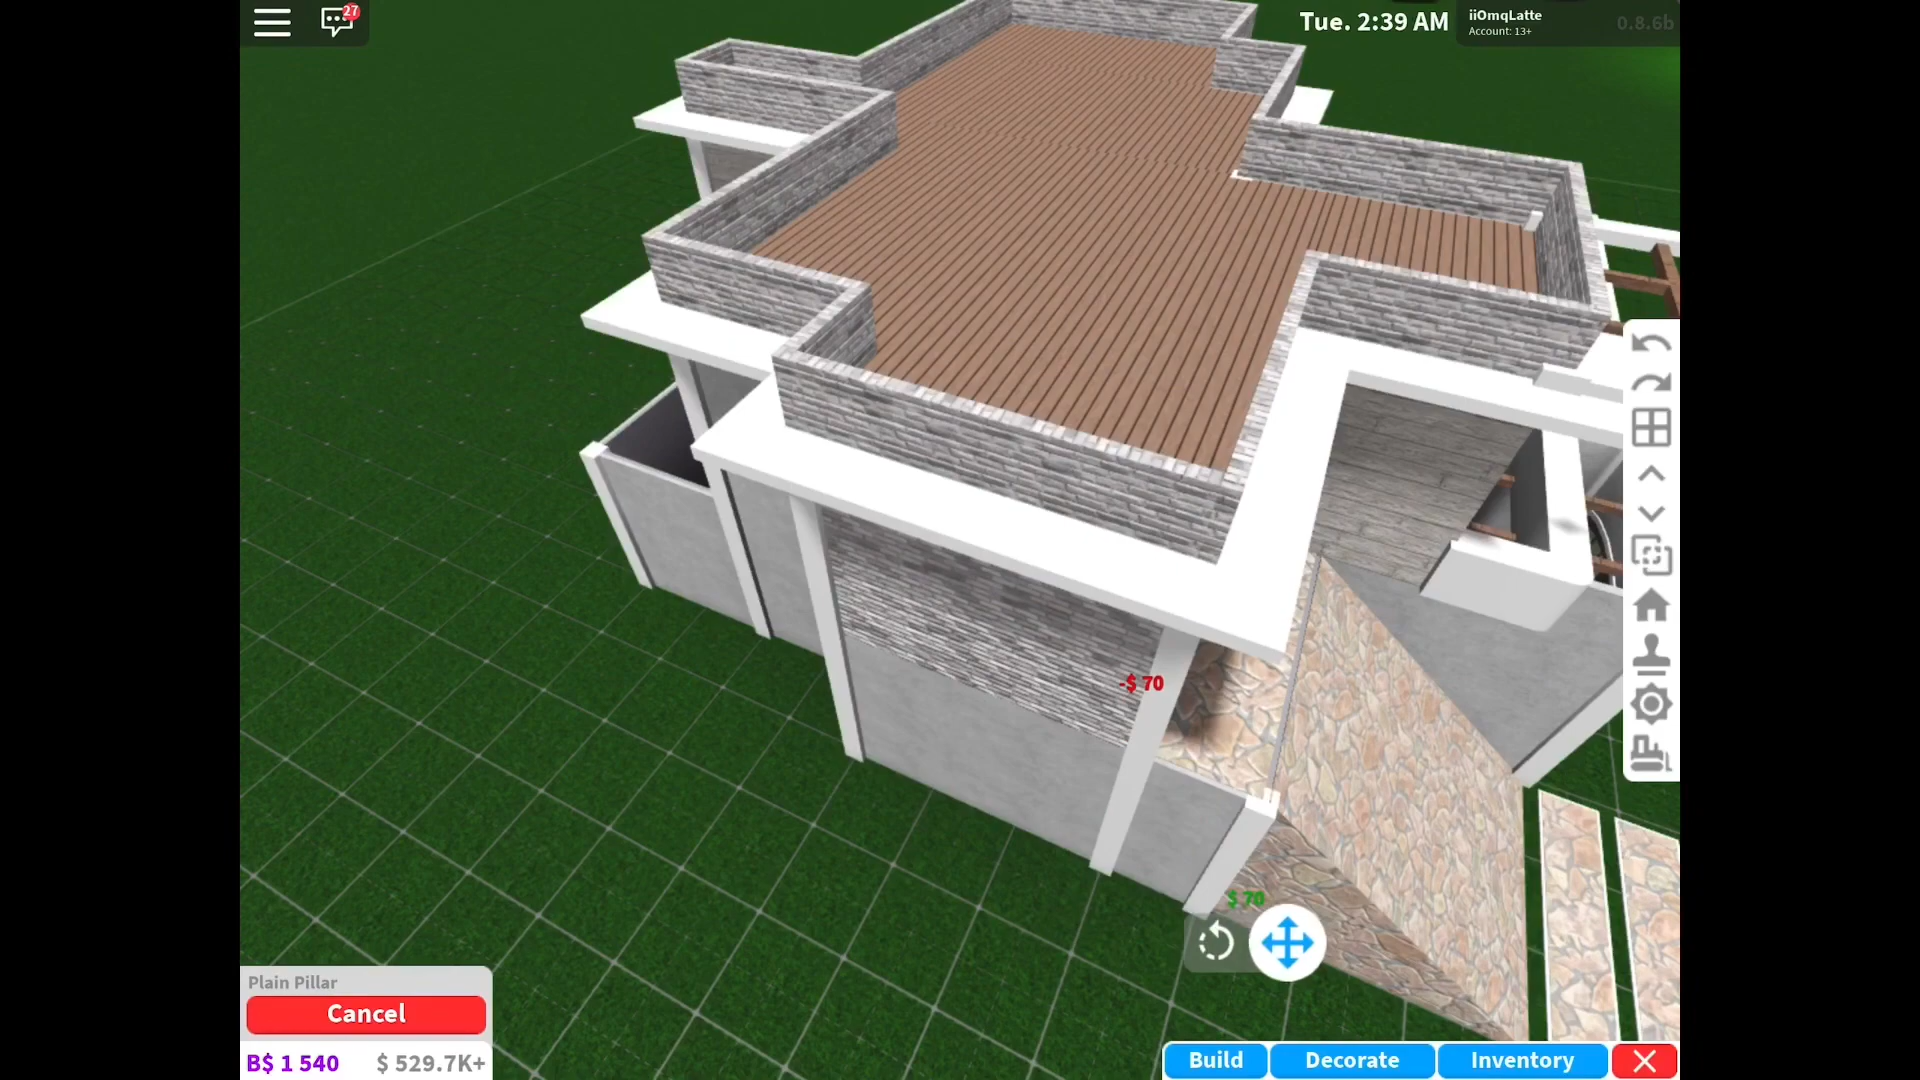 27
Tue. 2:39 AM
iiOmqLatte
Account: 13+
0.8.6b
-$ 70
$ 70
Plain Pillar
Cancel
B$ 1 540
$ 529.7K+
Build
Decorate
Inventory